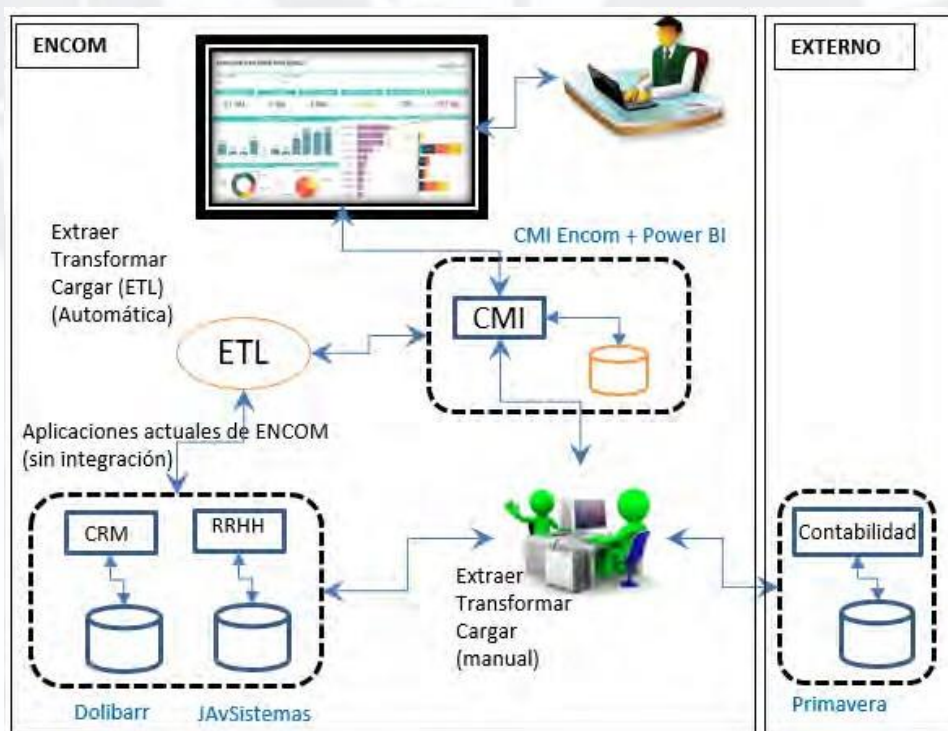 ENCOM
EXTERNO
Extraer
Transformar
Cargar (ETL)
(Automática)
CMI Encom + Power BI
CMI
ETL
Aplicaciones actuales de ENCOM
(sin integración)
CRM
RRHH
Contabilidad
Extraer
Transformar
Cargar
(manual)
Dolibarr
JAvSistemas
Primavera